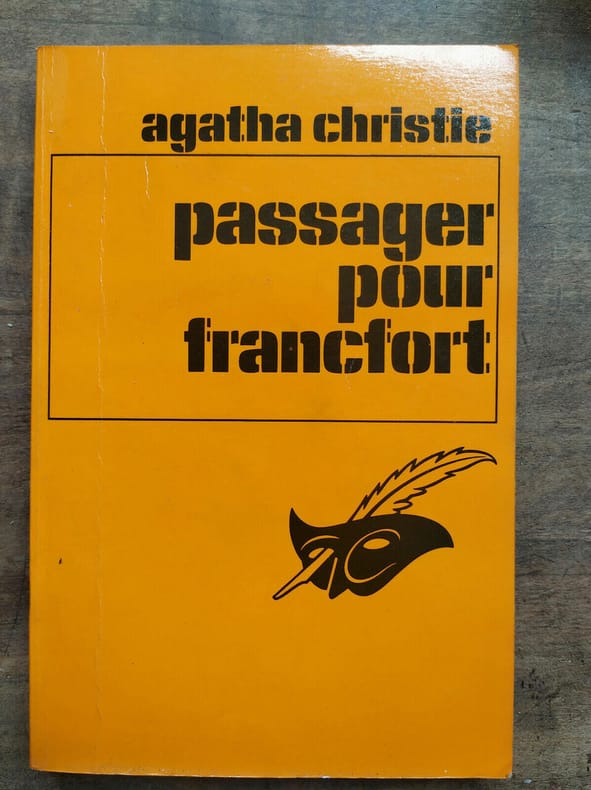 agatha christie
passager
pour
francfort